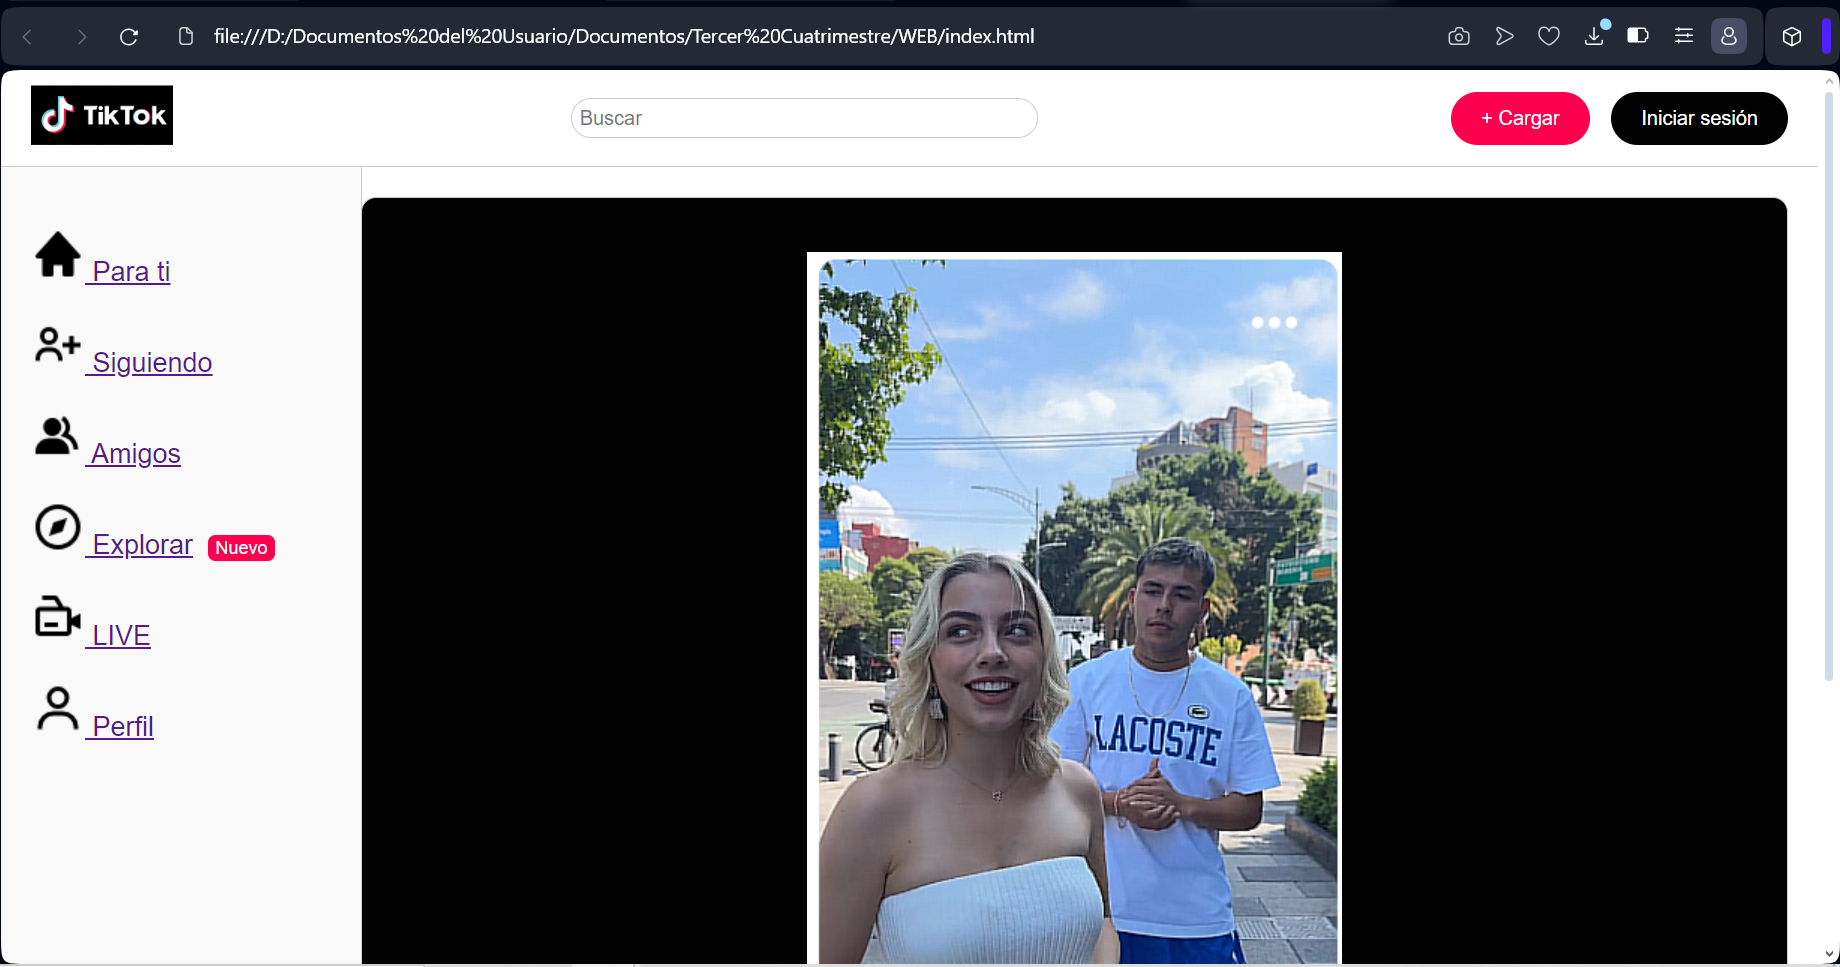 file:///D:/Documentos%20del%20Usuario/Documentos/Tercer%20Cuatrimestre/WEB/index.html
TikTok
Buscar
+ Cargar
Iniciar sesión
Para ti
Siguiendo
Amigos
Explorar
Nuevo
LIVE
Perfil
LACOSTE